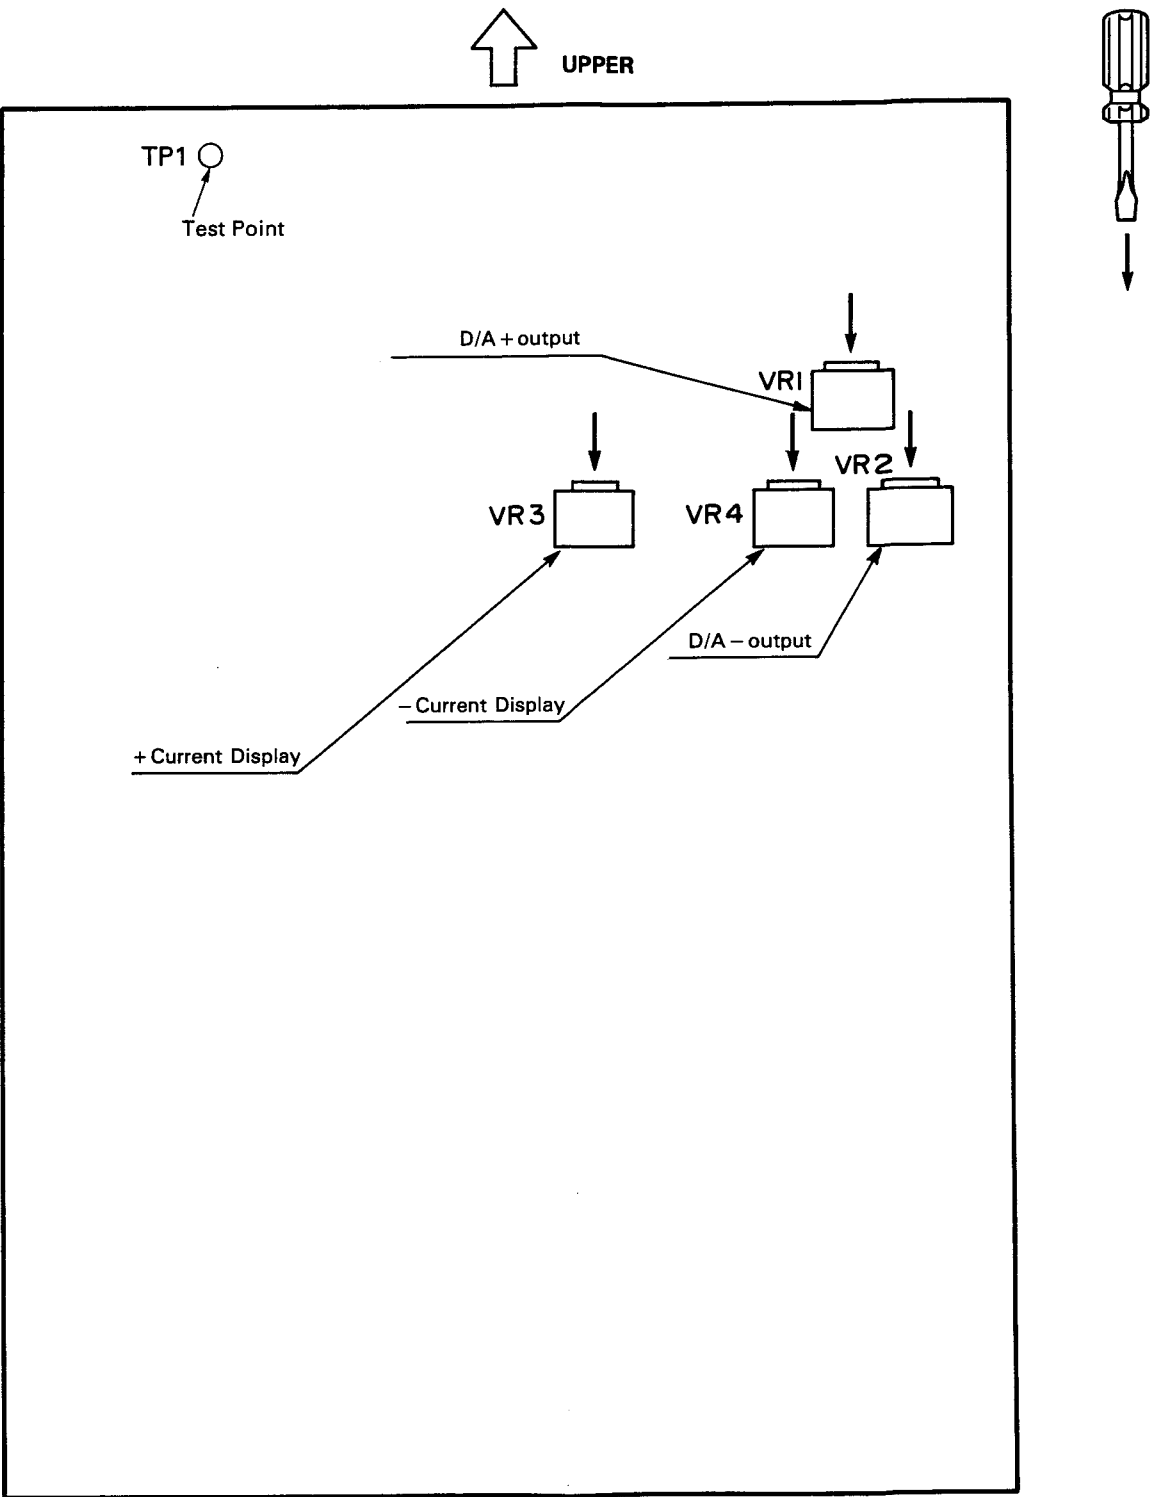 UPPER
TP1
Test Point
D/A + output
VR1
VR2
VR3
VR4
D/A – output
– Current Display
+ Current Display